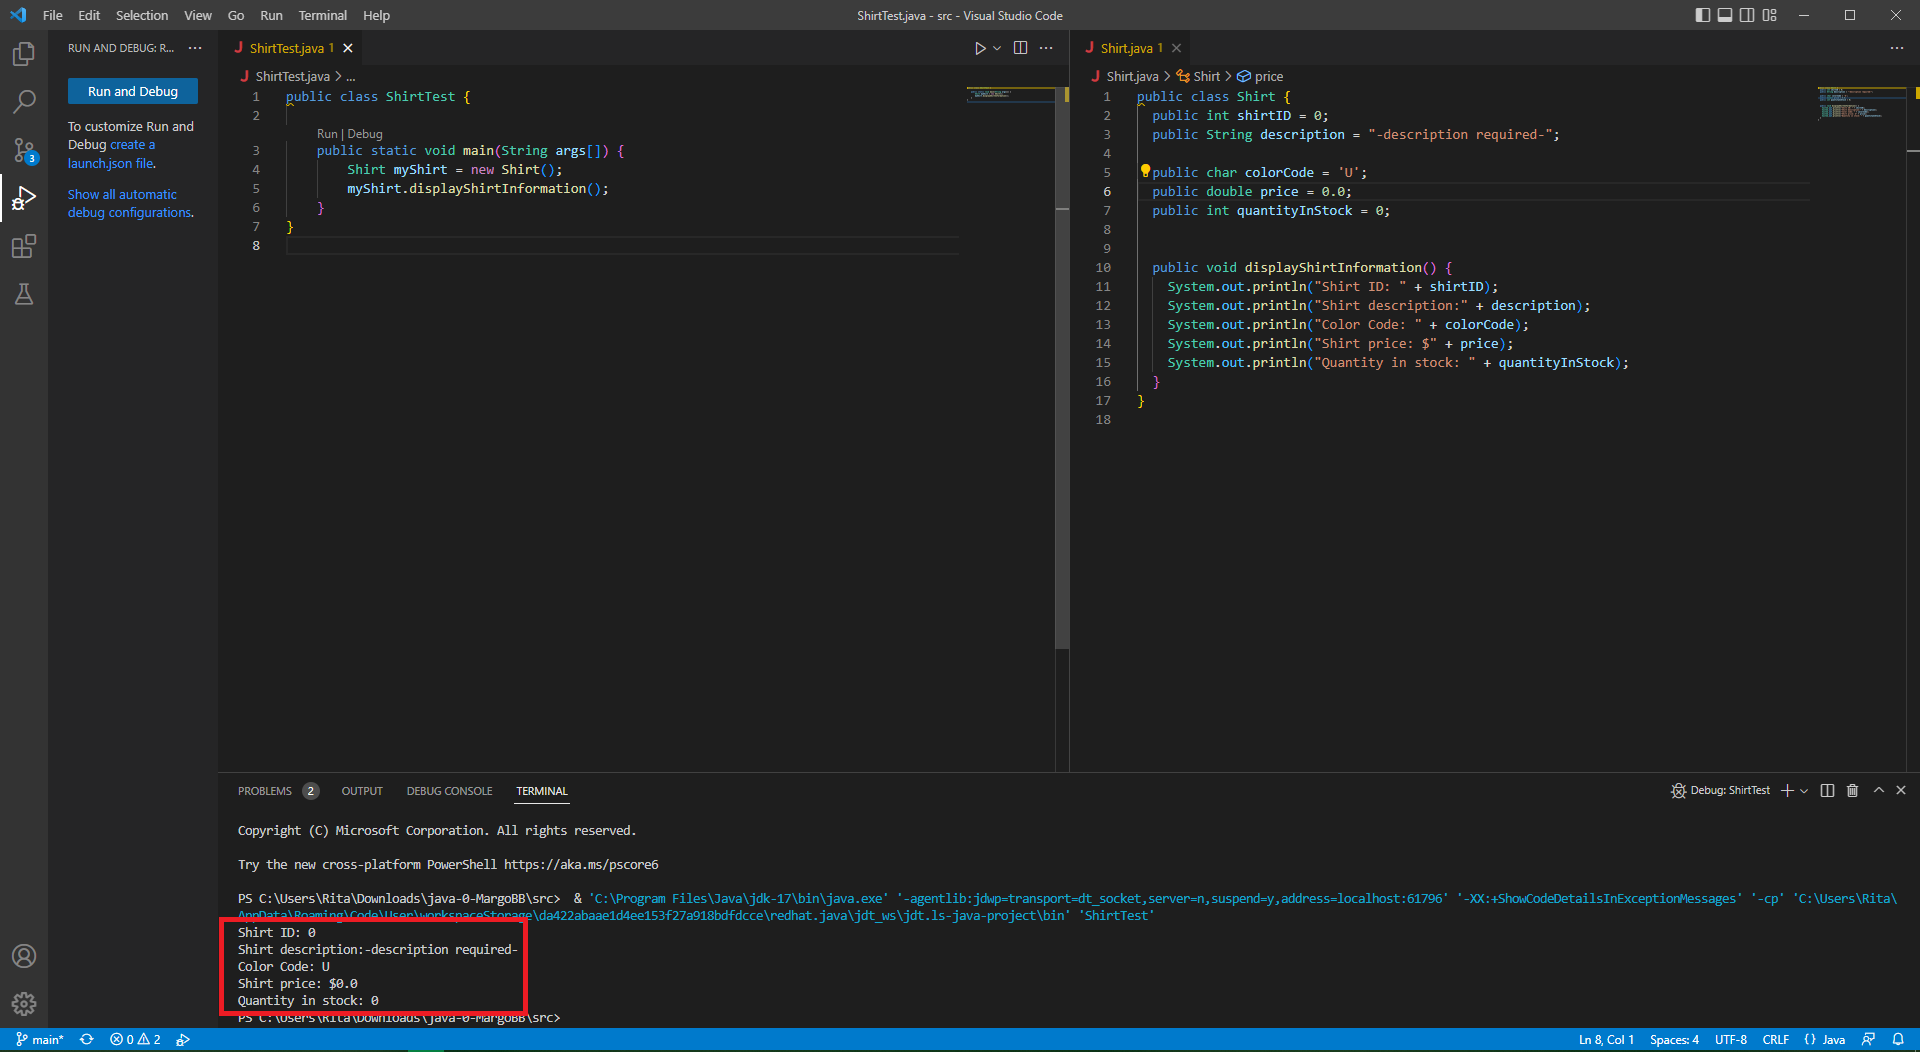 File Edit Selection View Go Run Terminal Help
ShirtTest.java - src - Visual Studio Code
RUN AND DEBUG: R... ···
Run and Debug
To customize Run and
Debug create a
launch.json file.
Show all automatic
debug configurations.
3
ShirtTest.java 1
ShirtTest.java > ...
1 public class ShirtTest {
2
Run | Debug
3 public static void main(String args[]) {
4 Shirt myShirt = new Shirt();
5 myShirt.displayShirtInformation();
6 }
7 }
8
Shirt.java 1
Shirt.java > Shirt > price
1 public class Shirt {
2 public int shirtID = 0;
3 public String description = "-description required-";
4
5 public char colorCode = 'U';
6 public double price = 0.0;
7 public int quantityInStock = 0;
8
9
10 public void displayShirtInformation() {
11 System.out.println("Shirt ID: " + shirtID);
12 System.out.println("Shirt description:" + description);
13 System.out.println("Color Code: " + colorCode);
14 System.out.println("Shirt price: $" + price);
15 System.out.println("Quantity in stock: " + quantityInStock);
16 }
17 }
18
PROBLEMS 2 OUTPUT DEBUG CONSOLE TERMINAL
Debug: ShirtTest
Copyright (C) Microsoft Corporation. All rights reserved.
Try the new cross-platform PowerShell https://aka.ms/pscore6
PS C:\Users\Rita\Downloads\java-0-MargoBB\src> & 'C:\Program Files\Java\jdk-17\bin\java.exe' '-agentlib:jdwp=transport=dt_socket,server=n,suspend=y,address=localhost:61796' '-XX:+ShowCodeDetailsInExceptionMessages' '-cp' 'C:\Users\Rita\
AppData\Roaming\Code\User\workspaceStorage\da422abaae1d4ee153f27a918bdfdcce\redhat.java\jdt_ws\jdt.ls-java-project\bin' 'ShirtTest'
Shirt ID: 0
Shirt description:-description required-
Color Code: U
Shirt price: $0.0
Quantity in stock: 0
PS C:\Users\Rita\Downloads\java-0-MargoBB\src>
main* 0 2
Ln 8, Col 1 Spaces: 4 UTF-8 CRLF {} Java